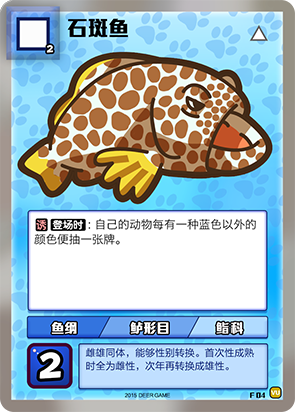 石斑鱼
2
诱 登场时：自己的动物每有一种蓝色以外的
颜色便抽一张牌。
鱼纲 鲈形目 鮨科
2
雌雄同体，能够性别转换。首次性成熟
时全为雌性，次年再转换成雄性。
2015 DEER GAME
F 04 VU